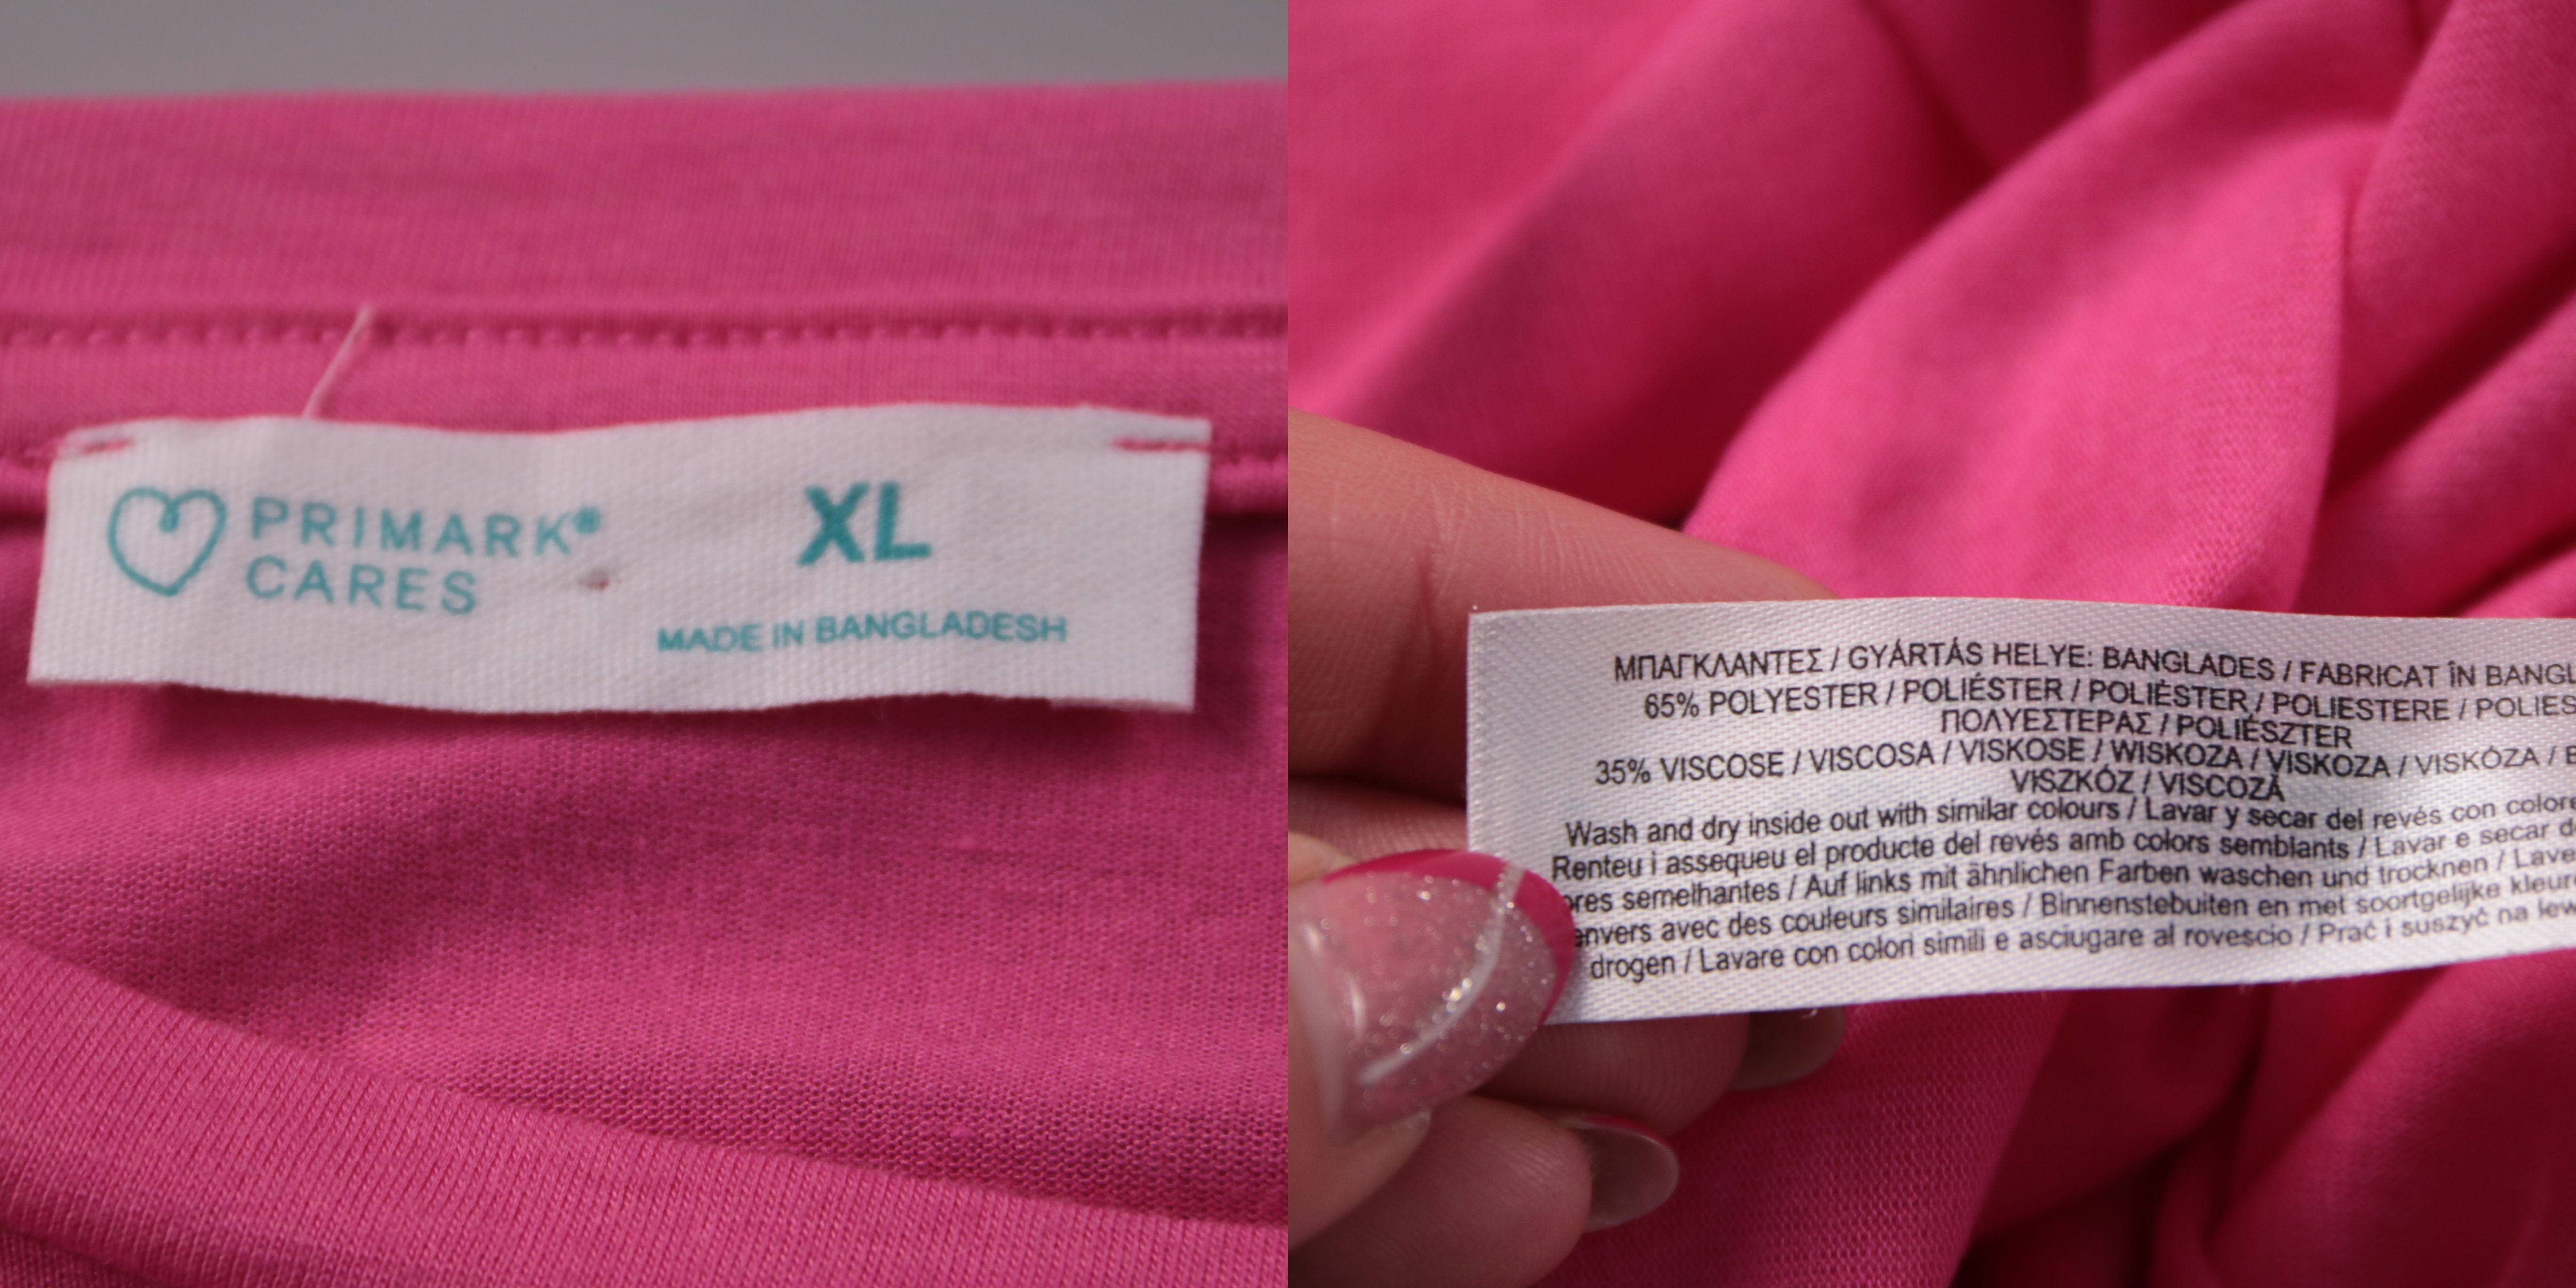 PRIMARK®
CARES
XL
MADE IN BANGLADESH
ΜΠΑΓΚΛΑΝΤΕΣ / GYÁRTÁS HELYE: BANGLADES / FABRICAT ÎN
65% POLYESTER / POLIÉSTER / POLIÈSTER / POLIESTERE /
ΠΟΛΥΕΣΤΕΡΑΣ / POLIÉSZTER
35% VISCOSE / VISCOSA / VISKOSE / WISKOZA / VISKOZA / VISKÓZA /
VISZKÓZ / VISCOZĂ
Wash and dry inside out with similar colours / Lavar y secar del revés con
Renteu i assequeu el producte del revés amb colors semblants / Lavar e secar
semelhantes / Auf links mit ähnlichen Farben waschen und trocknen /
avec des couleurs similaires / Binnenstebuiten en met soortgelijke
drogen / Lavare con colori simili e asciugare al rovescio / Prać i suszyć na